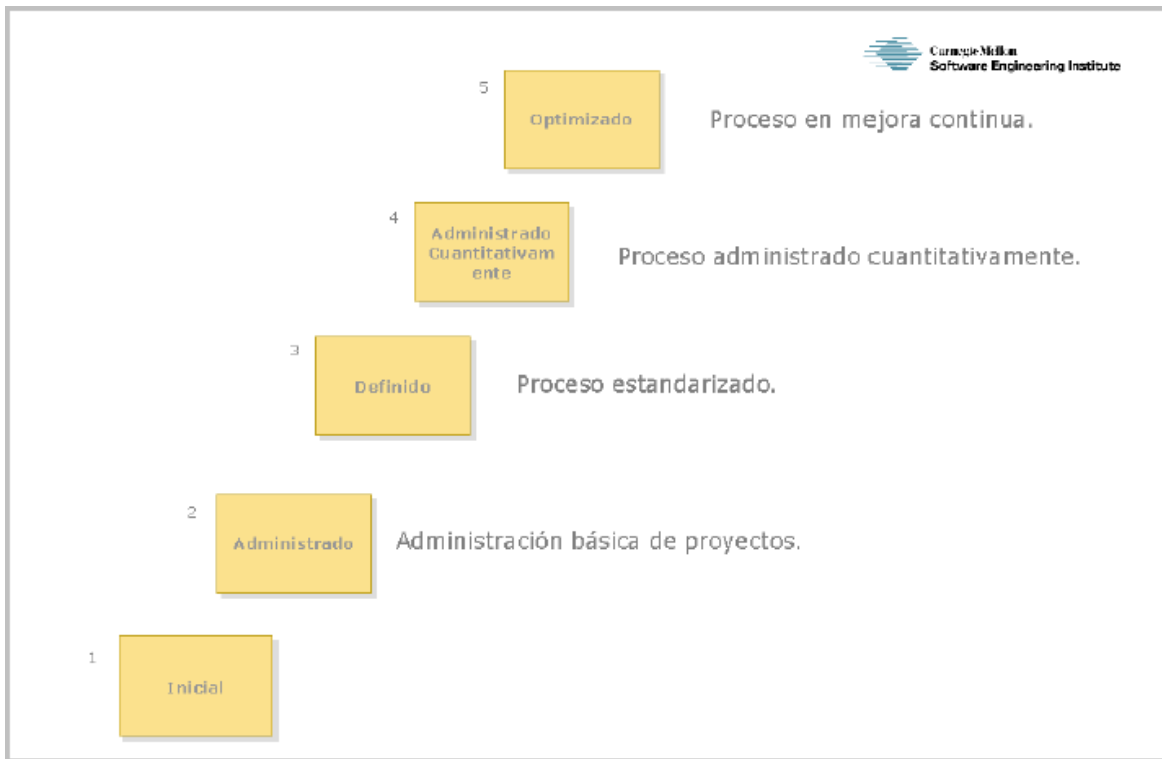 Carnegie Mellon
Software Engineering Institute
5
Optimizado
Proceso en mejora continua.
4
Administrado
Cuantitativam
ente
Proceso administrado cuantitativamente.
3
Definido
Proceso estandarizado.
2
Administrado
Administración básica de proyectos.
1
Inicial